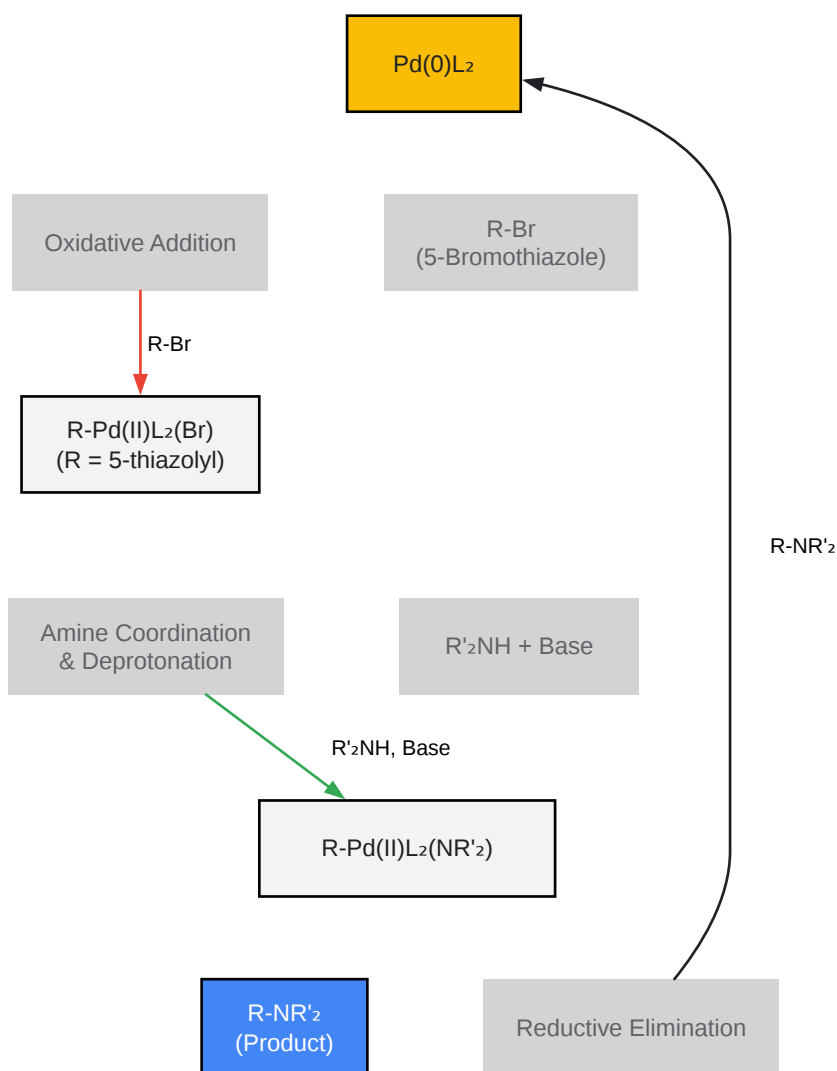 Pd(0)L₂
Oxidative Addition
R-Br
(5-Bromothiazole)
R-Br
R-Pd(II)L₂(Br)
(R = 5-thiazolyl)
R-NR'₂
Amine Coordination
& Deprotonation
R'₂NH + Base
R'₂NH, Base
R-Pd(II)L₂(NR'₂)
R-NR'₂
(Product)
Reductive Elimination